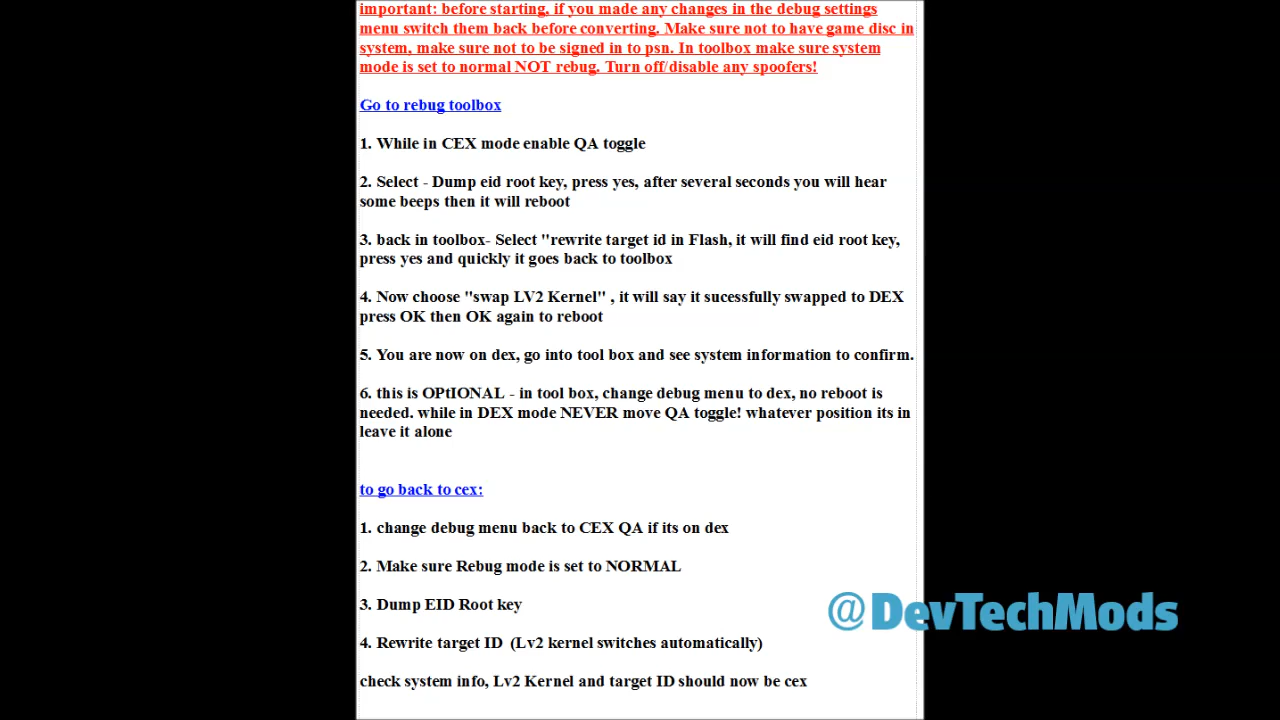 important: before starting, if you made any changes in the debug settings
menu switch them back before converting. Make sure not to have game disc in
system, make sure not to be signed in to psn. In toolbox make sure system
mode is set to normal NOT rebug. Turn off/disable any spoofers!
Go to rebug toolbox
1. While in CEX mode enable QA toggle
2. Select - Dump eid root key, press yes, after several seconds you will hear
some beeps then it will reboot
3. back in toolbox- Select "rewrite target id in Flash, it will find eid root key,
press yes and quickly it goes back to toolbox
4. Now choose "swap LV2 Kernel" , it will say it sucessfully swapped to DEX
press OK then OK again to reboot
5. You are now on dex, go into tool box and see system information to confirm.
6. this is OPtIONAL - in tool box, change debug menu to dex, no reboot is
needed. while in DEX mode NEVER move QA toggle! whatever position its in
leave it alone
to go back to cex:
1. change debug menu back to CEX QA if its on dex
2. Make sure Rebug mode is set to NORMAL
3. Dump EID Root key
4. Rewrite target ID  (Lv2 kernel switches automatically)
check system info, Lv2 Kernel and target ID should now be cex
@DevTechMods